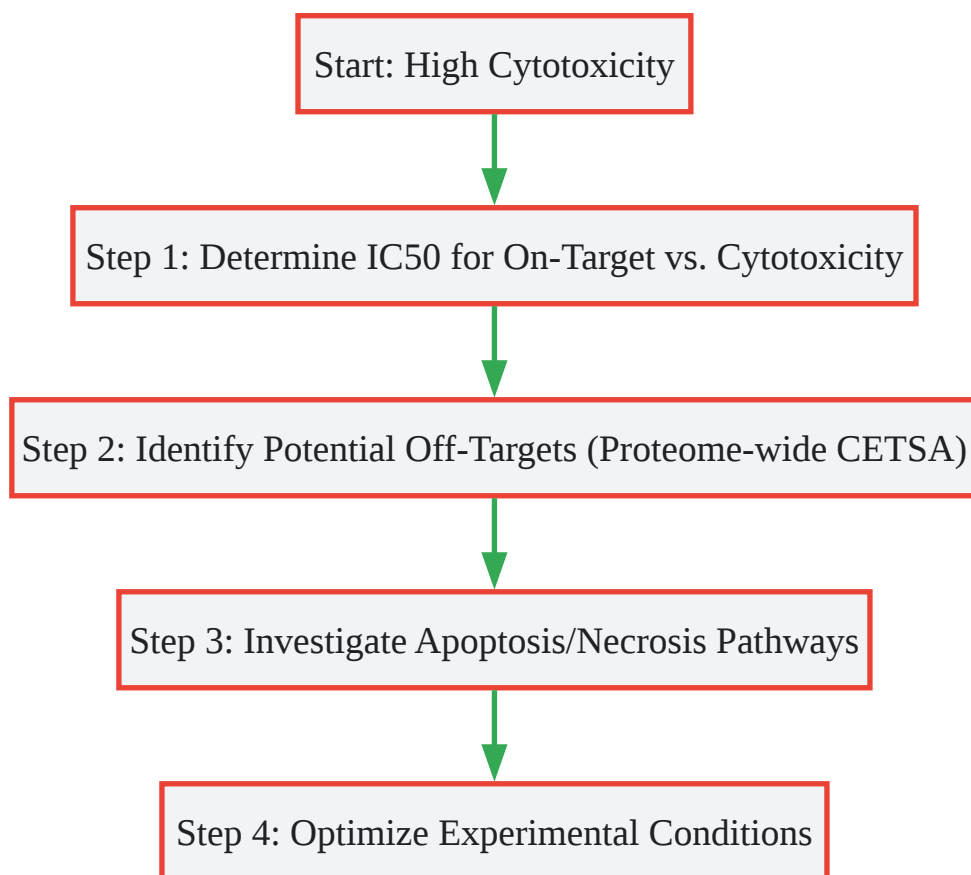 Start: High Cytotoxicity
Step 1: Determine IC50 for On-Target vs. Cytotoxicity
Step 2: Identify Potential Off-Targets (Proteome-wide CETSA)
Step 3: Investigate Apoptosis/Necrosis Pathways
Step 4: Optimize Experimental Conditions